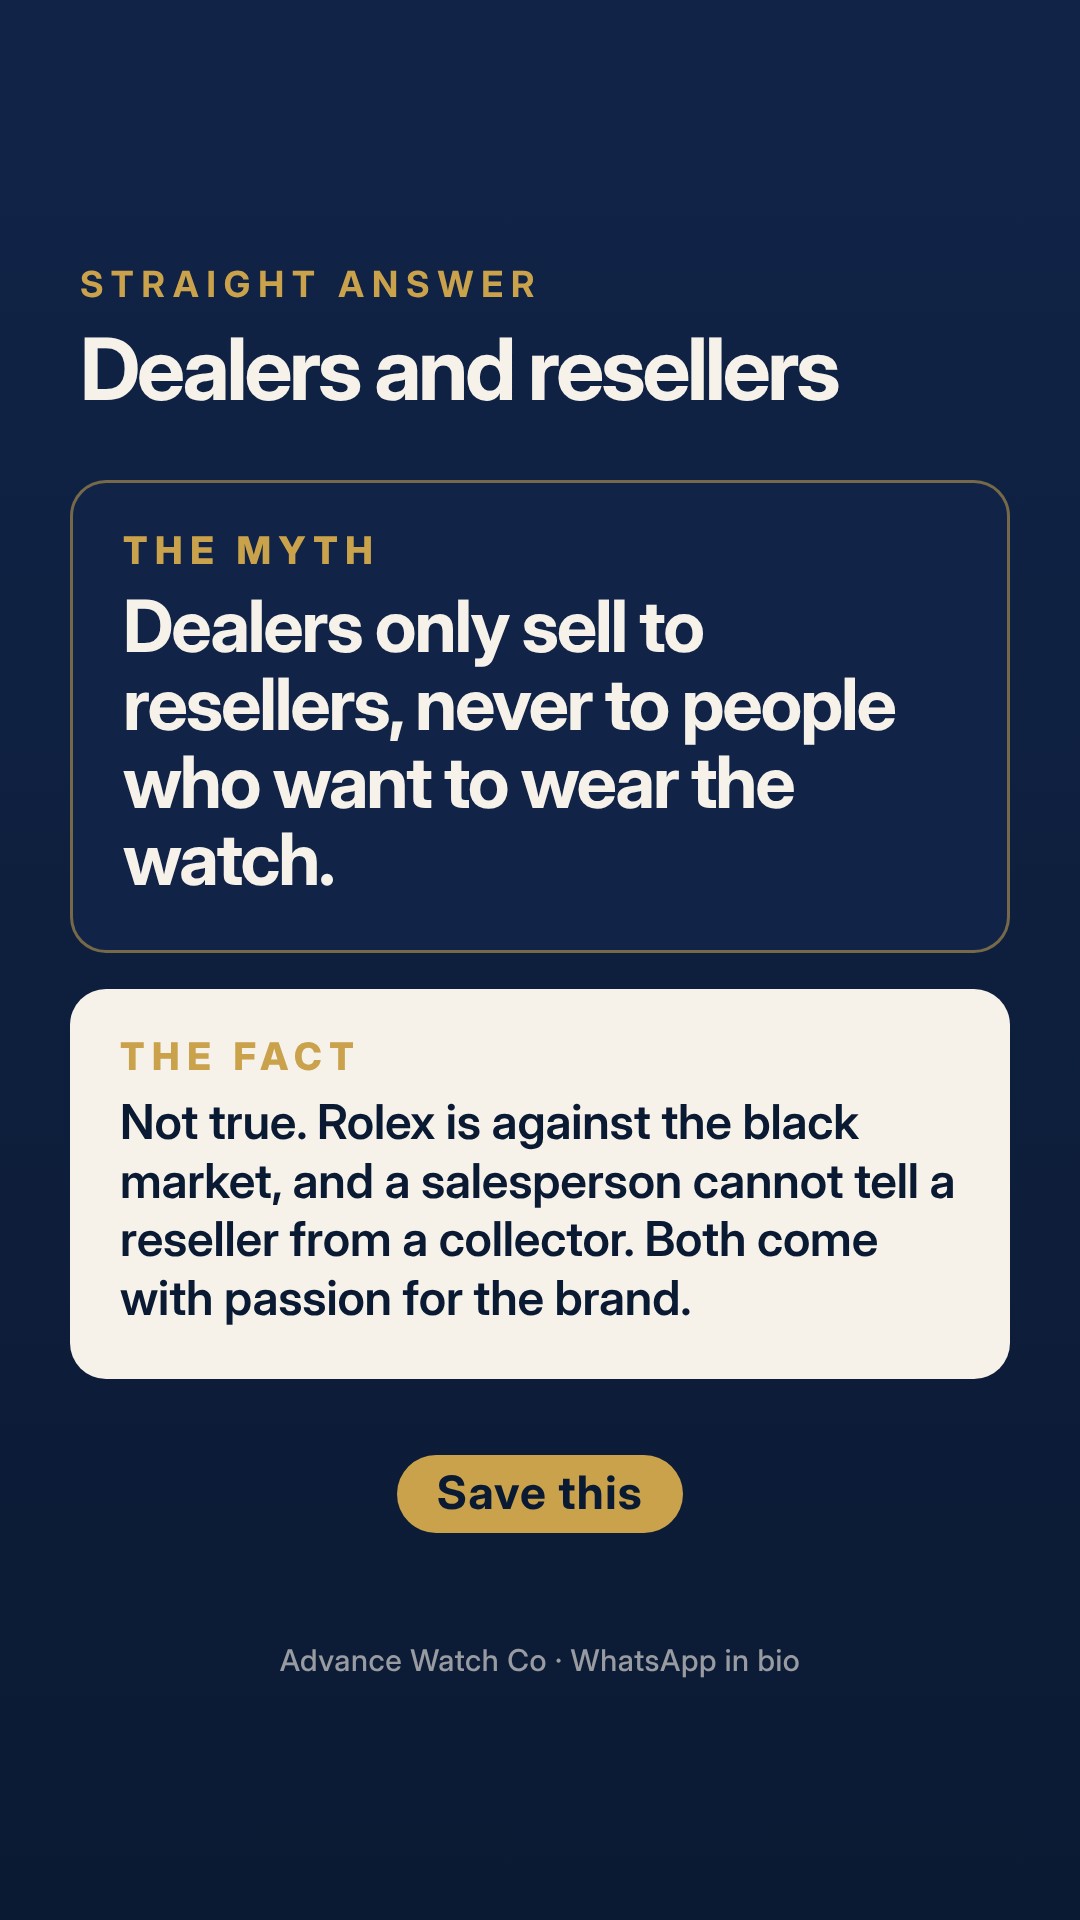 STRAIGHT ANSWER
Dealers and resellers
THE MYTH
Dealers only sell to
resellers, never to people
who want to wear the
watch.
THE FACT
Not true. Rolex is against the black
market, and a salesperson cannot tell a
reseller from a collector. Both come
with passion for the brand.
Save this
Advance Watch Co · WhatsApp in bio